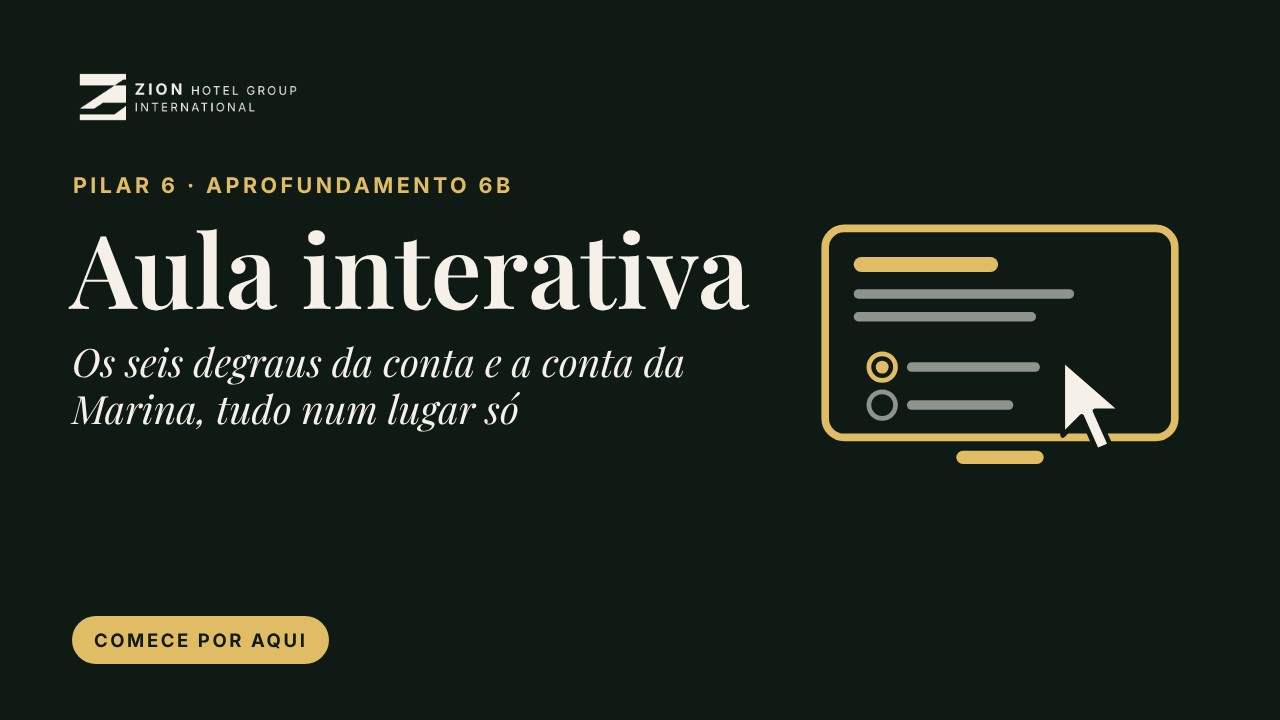 ZION HOTEL GROUP
INTERNATIONAL
PILAR 6 · APROFUNDAMENTO 6B
Aula interativa
Os seis degraus da conta e a conta da
Marina, tudo num lugar só
COMECE POR AQUI